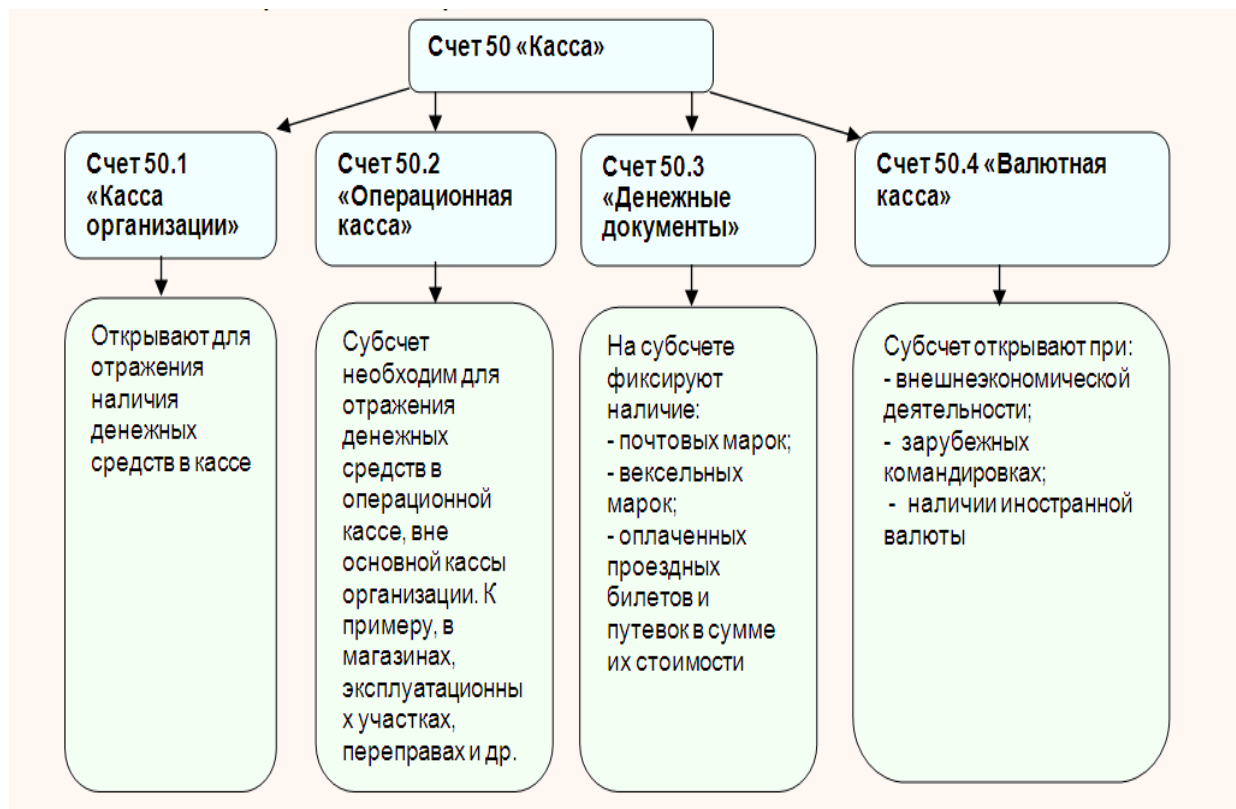 Счет 50 «Касса»
Счет 50.1
«Касса
организации»
Счет 50.2
«Операционная
касса»
Счет 50.3
«Денежные
документы»
Счет 50.4 «Валютная
касса»
Открывают для
отражения
наличия
денежных
средств в кассе
Субсчет
необходим для
отражения
денежных
средств в
операционной
кассе, вне
основной кассы
организации. К
примеру, в
магазинах,
эксплуатационны
х участках,
переправах и др.
На субсчете
фиксируют
наличие:
- почтовых марок;
- вексельных
марок;
- оплаченных
проездных
билетов и
путевок в сумме
их стоимости
Субсчет открывают при:
- внешнеэкономической
деятельности;
- зарубежных
командировках;
- наличии иностранной
валюты